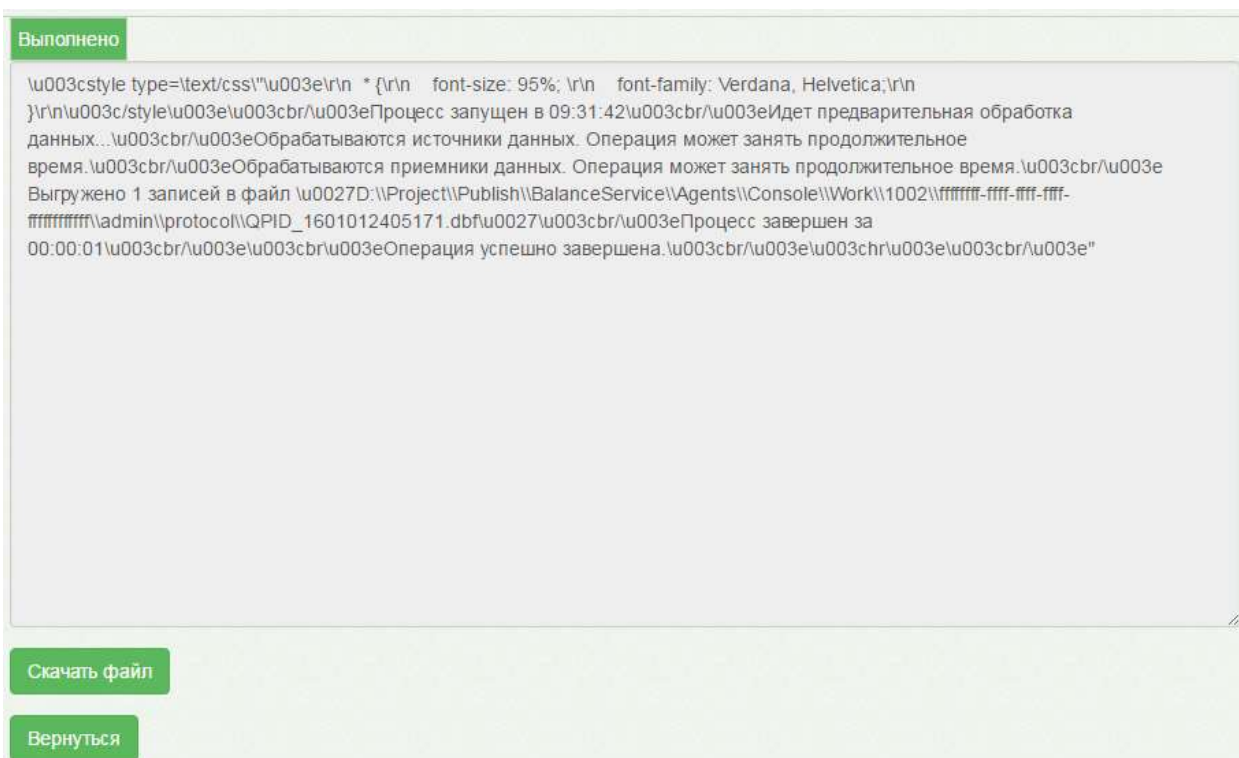 Выполнено
\u003cstyle type=\text/css\"\u003e\r\n * {\r\n font-size: 95%; \r\n font-family: Verdana, Helvetica;\r\n
}\r\n\u003c/style\u003e\u003cbr/\u003eПроцесс запущен в 09:31:42\u003cbr/\u003eИдет предварительная обработка
данных...\u003cbr/\u003eОбрабатываются источники данных. Операция может занять продолжительное
время.\u003cbr/\u003eОбрабатываются приемники данных. Операция может занять продолжительное время.\u003cbr/\u003e
Выгружено 1 записей в файл \u0027D:\\Project\\Publish\\BalanceService\\Agents\\Console\\Work\\1002\\ffffffff-ffff-ffff-ffff-
ffffffffffff\\admin\\protocol\\QPID_1601012405171.dbf\u0027\u003cbr/\u003eПроцесс завершен за
00:00:01\u003cbr/\u003e\u003cbr\u003eОперация успешно завершена.\u003cbr/\u003e\u003chr\u003e\u003cbr/\u003e"
Скачать файл
Вернуться